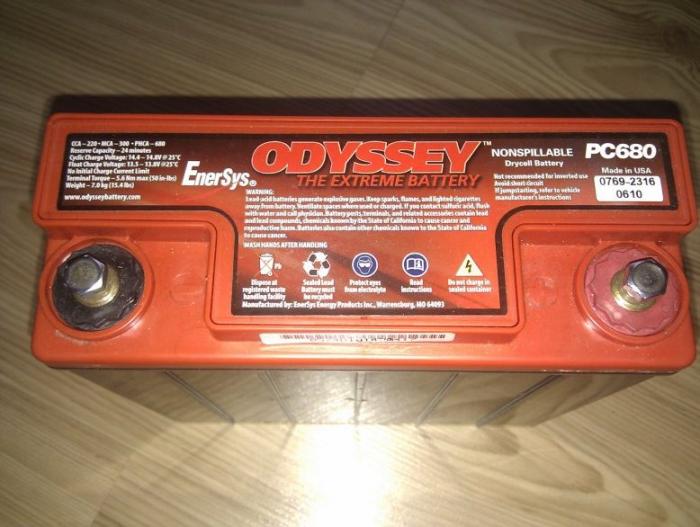 CCA – 220 • MCA – 300 • PHCA – 680
Reserve Capacity – 24 minutes
Cyclic Charge Voltage: 14.4 – 14.8V @ 25°C
Float Charge Voltage: 13.5 – 13.8V @25°C
No Initial Charge Current Limit
Terminal Torque – 5.6 Nm max (50 in-lbs)
Weight – 7.0 kg (15.4 lbs)
www.odysseybattery.com
EnerSys®
ODYSSEY™
THE EXTREME BATTERY
NONSPILLABLE
Drycell Battery
PC680
Made in USA
Not recommended for inverted use
Avoid short circuit
If jumpstarting, refer to vehicle
manufacturer's instructions
0769-2316
0610
WARNING:
Lead-acid batteries generate explosive gases. Keep sparks, flames, and lighted cigarettes
away from battery. Ventilate spaces where used or charged. If you contact sulfuric acid, flush
with water and call physician. Battery posts, terminals, and related accessories contain lead
and lead compounds, chemicals known by the State of California to cause cancer and
reproductive harm. Batteries also contain other chemicals known to the State of California
to cause cancer.
WASH HANDS AFTER HANDLING
Pb
Dispose at
registered waste
handling facility
Sealed Lead
Battery must
be recycled
Protect eyes
from electrolyte
Read
instructions
Do not charge in
sealed container
Manufactured by: EnerSys Energy Products Inc., Warrensburg, MO 64093